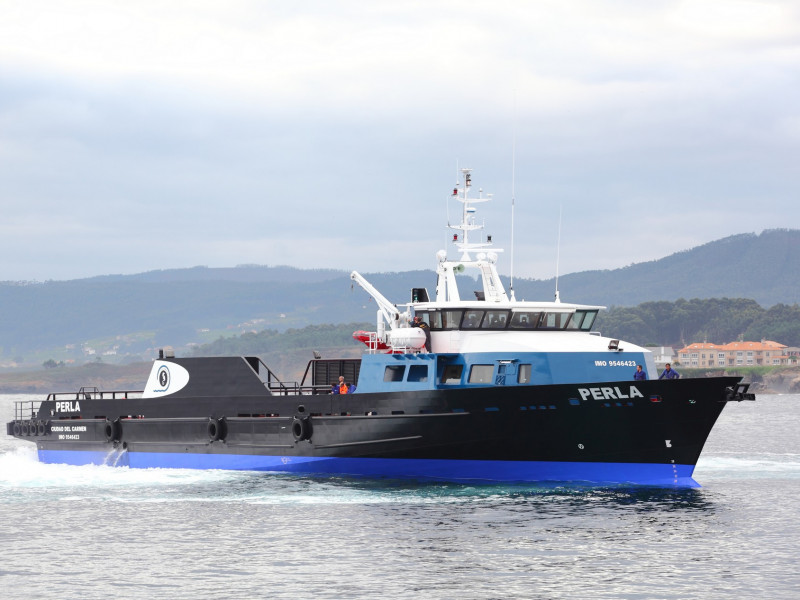 IMO 9546423
PERLA
PERLA
CIUDAD DEL CARMEN
IMO 9546423